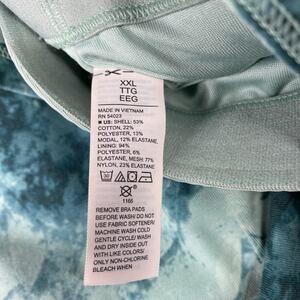 XXL
TTG
EEG
MADE IN VIETNAM
RN 54023
US: SHELL: 53%
COTTON, 22%
POLYESTER, 13%
MODAL, 12% ELASTANE,
LINING: 94%
POLYESTER, 6%
ELASTANE, MESH: 77%
NYLON, 23% ELASTANE
1166
REMOVE BRA PADS
BEFORE WASH/ DO NOT
USE FABRIC SOFTENER/
MACHINE WASH COLD
GENTLE CYCLE/ WASH
AND DRY INSIDE OUT
WITH LIKE COLORS/
ONLY NON-CHLORINE
BLEACH WHEN